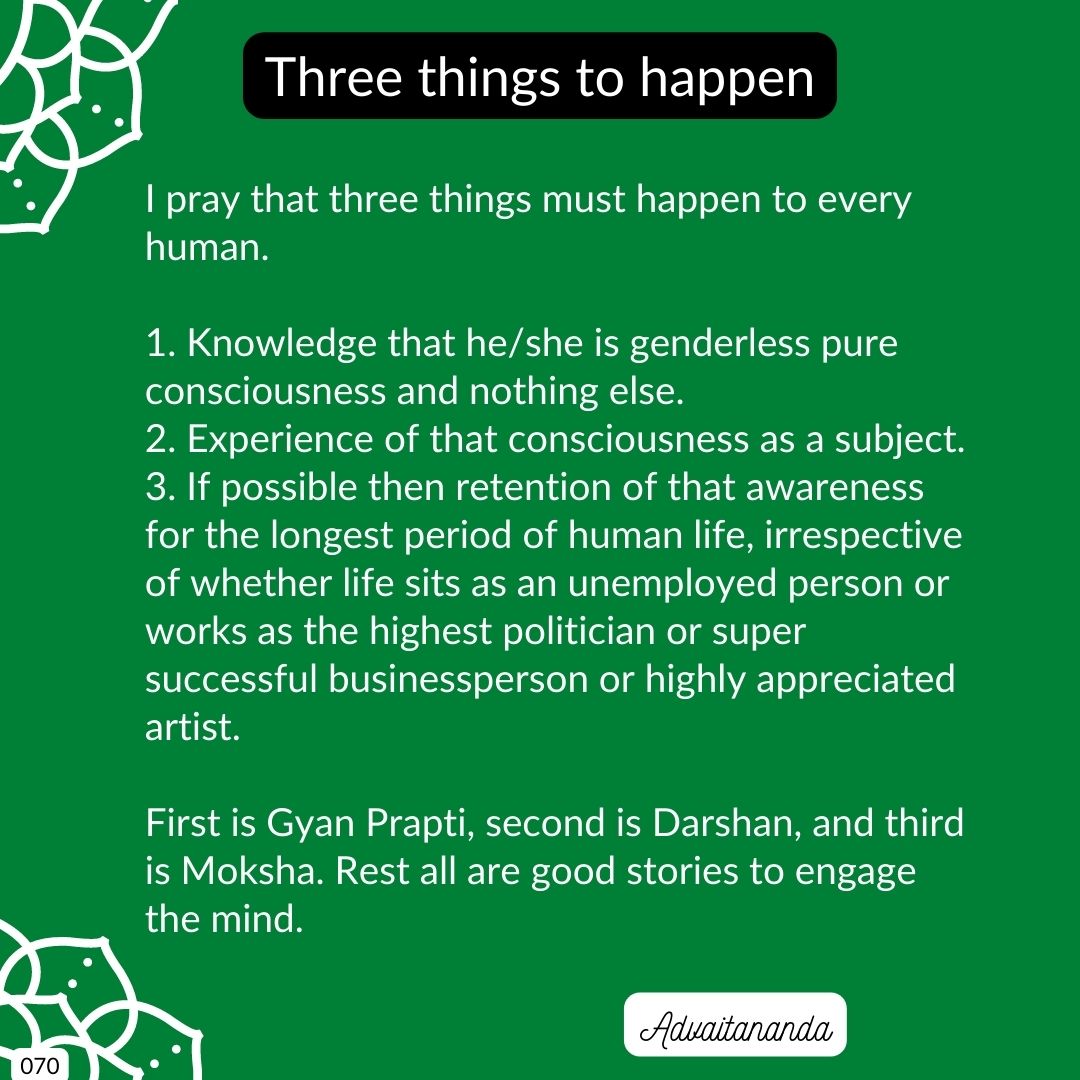 Three things to happen
I pray that three things must happen to every
human.
1. Knowledge that he/she is genderless pure
consciousness and nothing else.
2. Experience of that consciousness as a subject.
3. If possible then retention of that awareness
for the longest period of human life, irrespective
of whether life sits as an unemployed person or
works as the highest politician or super
successful businessperson or highly appreciated
artist.
First is Gyan Prapti, second is Darshan, and third
is Moksha. Rest all are good stories to engage
the mind.
Advaitananda
070